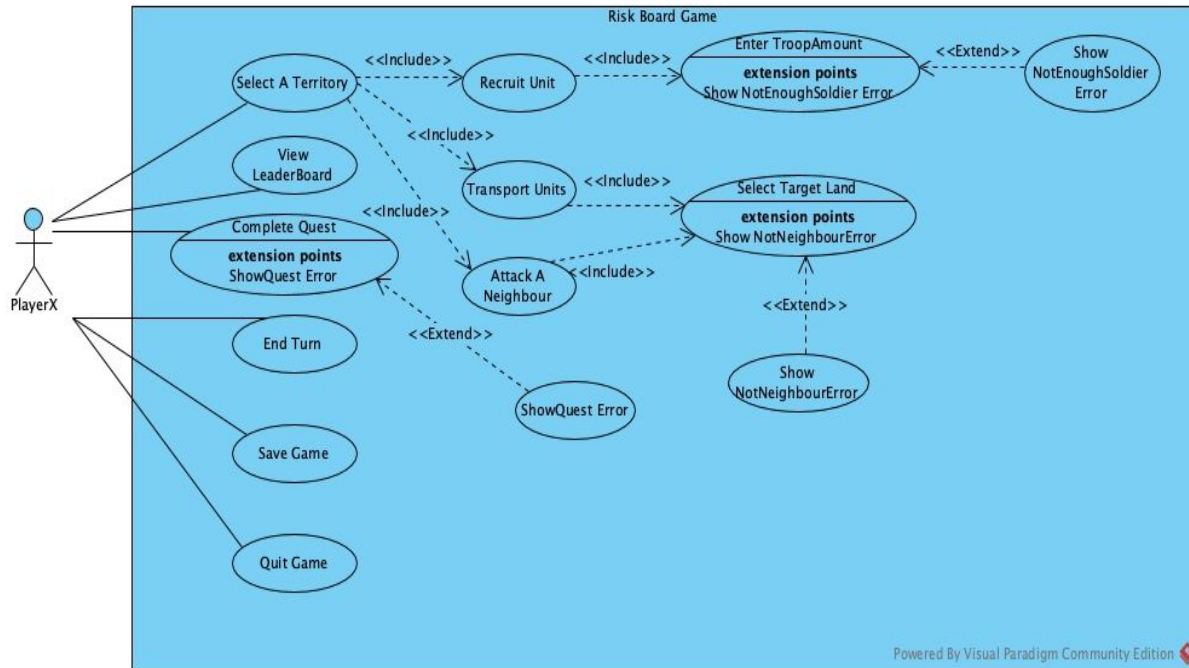 Risk Board Game
Select A Territory
<<Include>>
Recruit Unit
<<Include>>
Enter TroopAmount
extension points
Show NotEnoughSoldier Error
<<Extend>>
Show
NotEnoughSoldier
Error
<<Include>>
View
LeaderBoard
Transport Units
<<Include>>
Select Target Land
extension points
Show NotNeighbourError
<<Include>>
Complete Quest
extension points
ShowQuest Error
Attack A
Neighbour
<<Include>>
PlayerX
<<Extend>>
<<Extend>>
End Turn
Show
NotNeighbourError
ShowQuest Error
Save Game
Quit Game
Powered By Visual Paradigm Community Edition